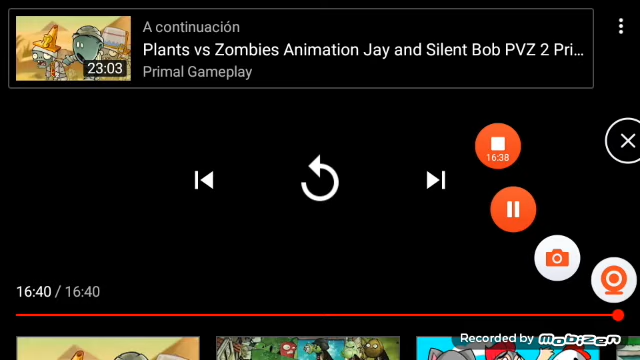 A continuación
Plants vs Zombies Animation Jay and Silent Bob PVZ 2 Pri...
23:03
Primal Gameplay
16:38
16:40 / 16:40
Recorded by Mobizen